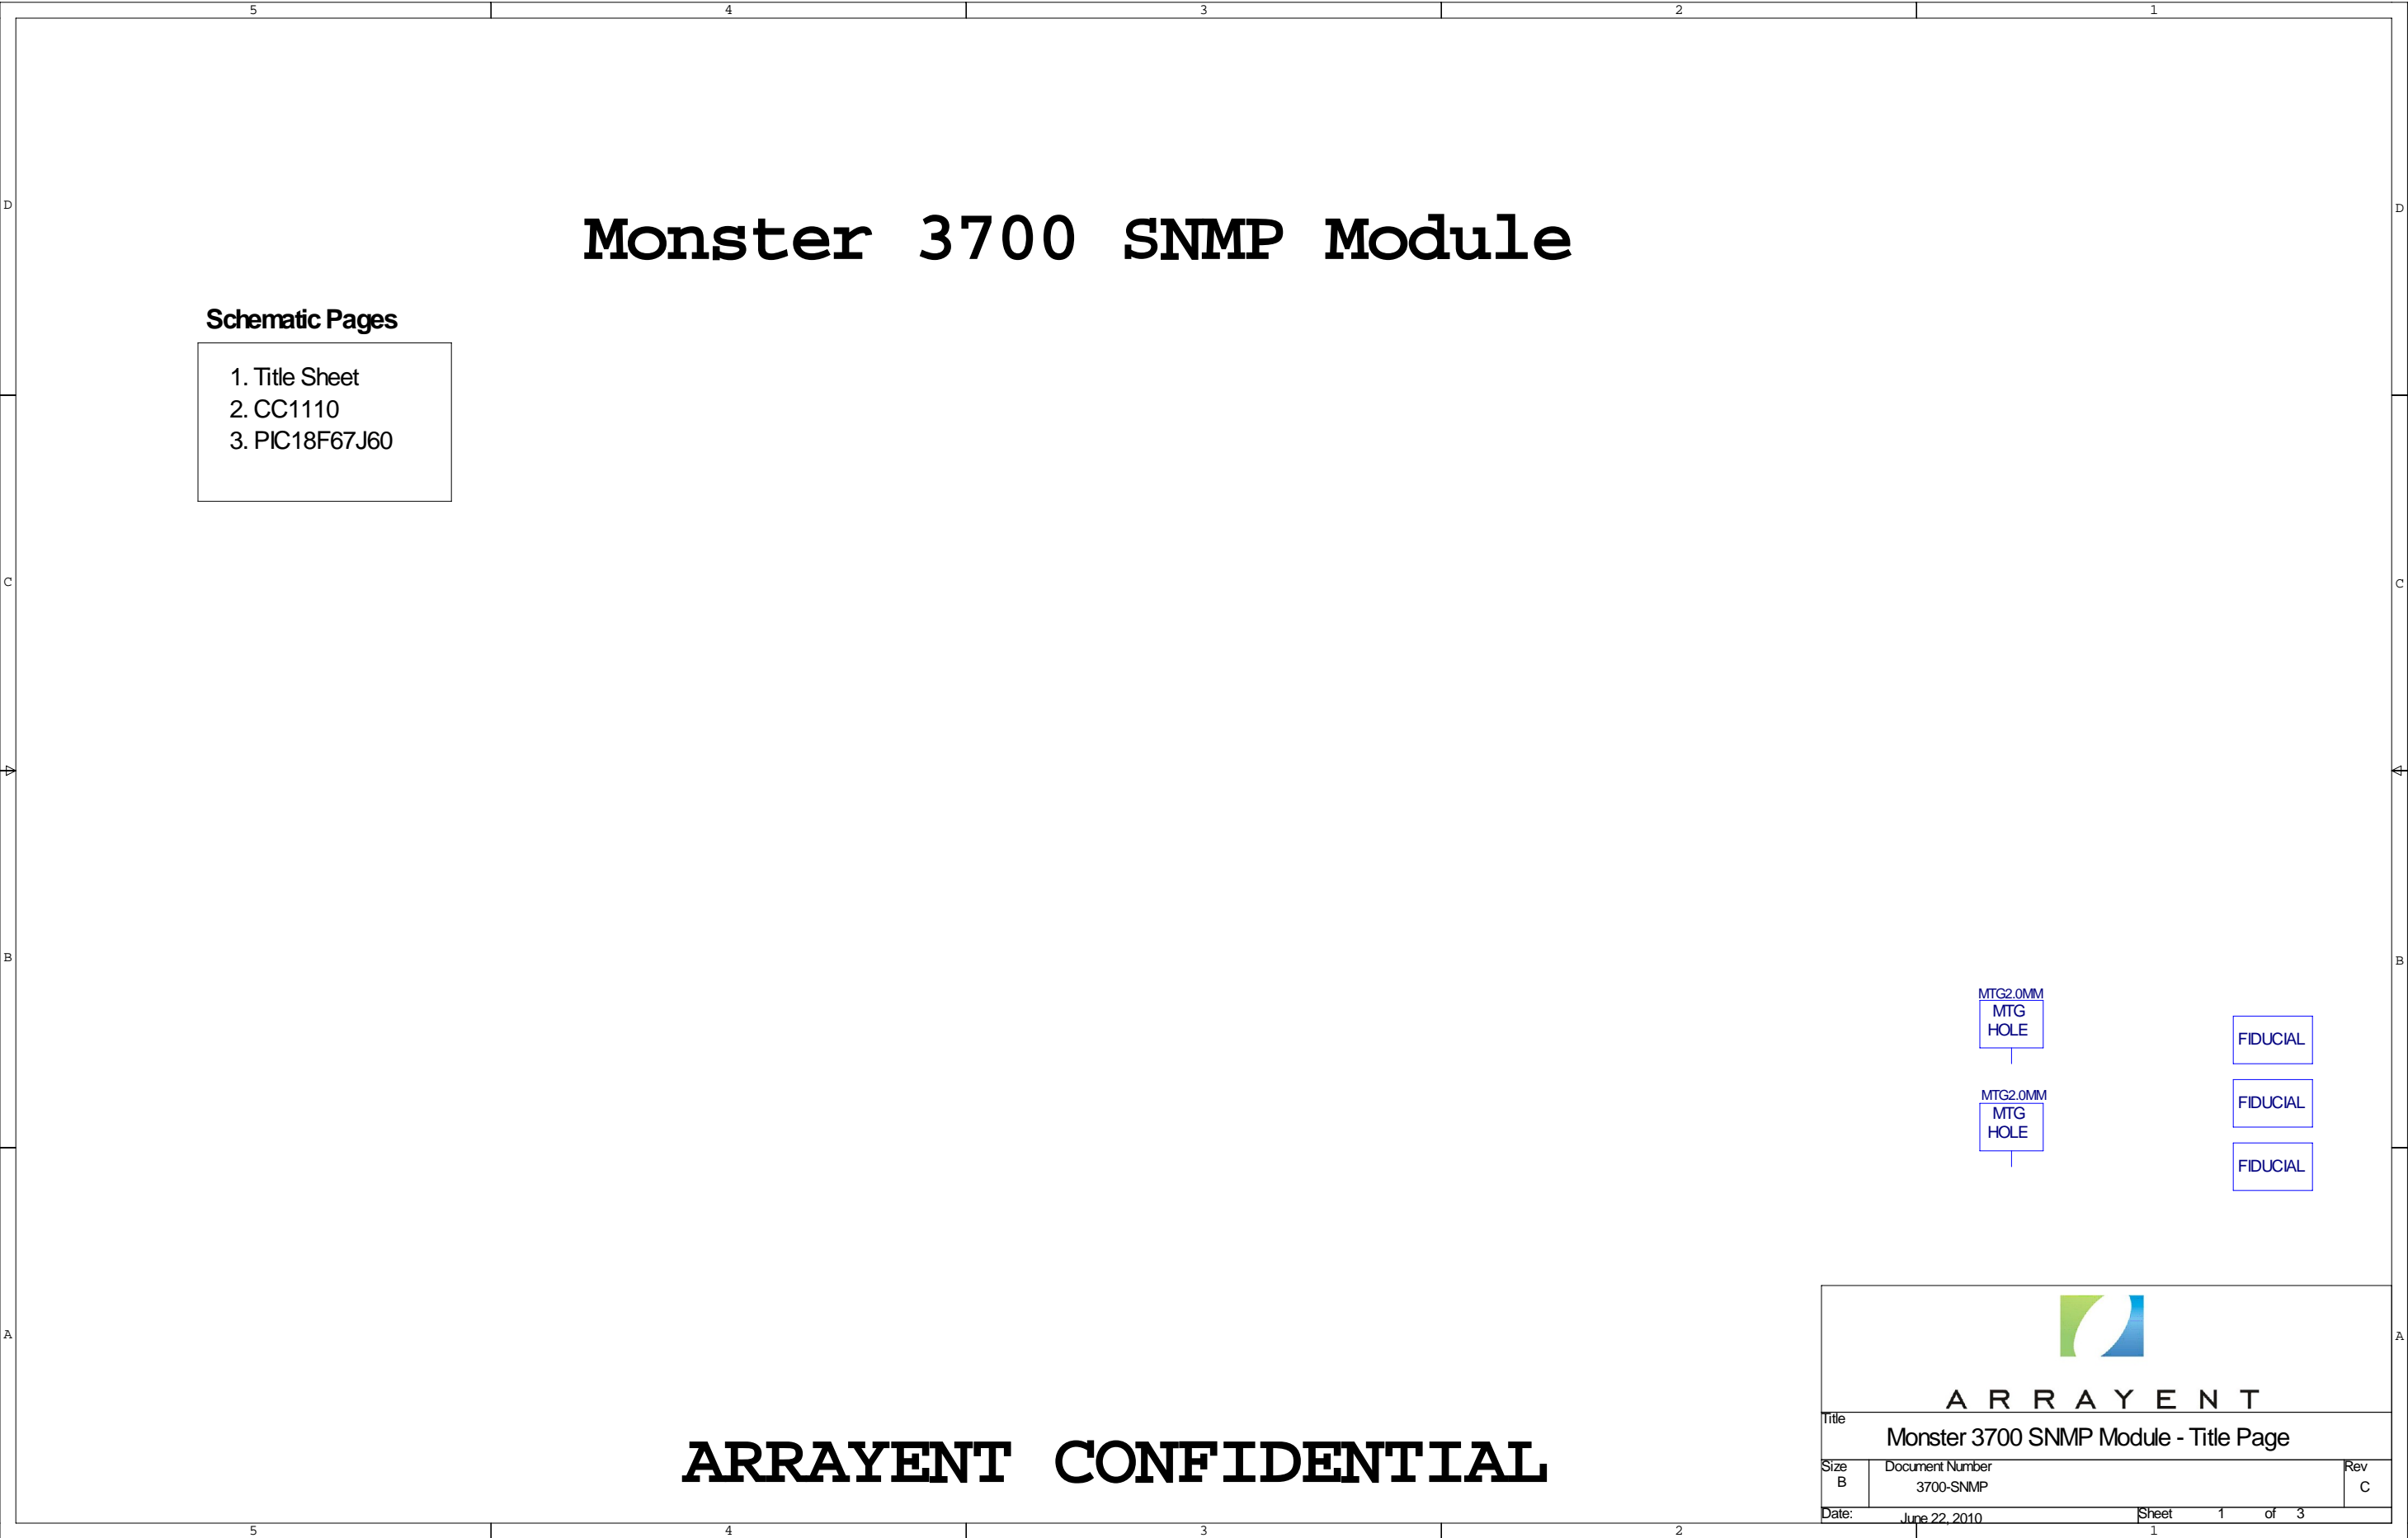 5 4 3 2 1
D D
Monster 3700 SNMP Module
Schematic Pages
1. Title Sheet
2. CC1110
3. PIC18F67J60
C C
B B
MTG2.0MM
MTG
HOLE
FIDUCIAL
MTG2.0MM
MTG
HOLE
FIDUCIAL
FIDUCIAL
A A
ARRAYENT
Title
Monster 3700 SNMP Module - Title Page
ARRAYENT CONFIDENTIAL
Size Document Number Rev
B 3700-SNMP C
Date: June 22, 2010 Sheet 1 of 3
5 4 3 2 1